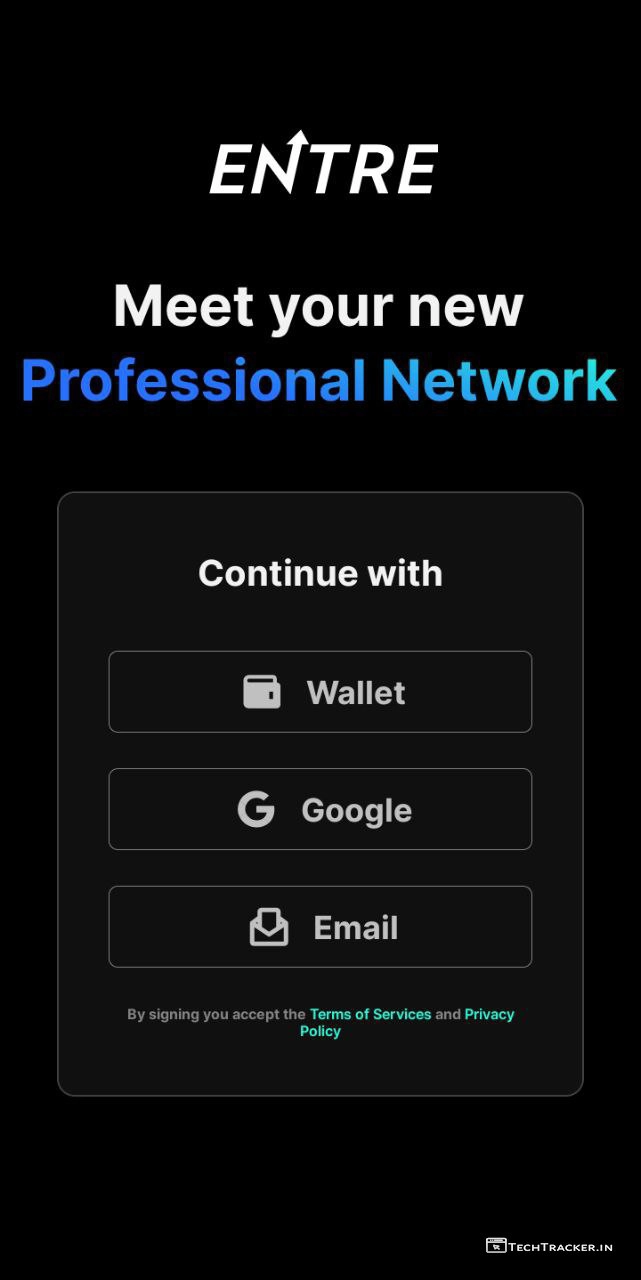 ENTRE
Meet your new
Professional Network
Continue with
Wallet
Google
Email
By signing you accept the Terms of Services and Privacy
Policy
TECHTRACKER.IN